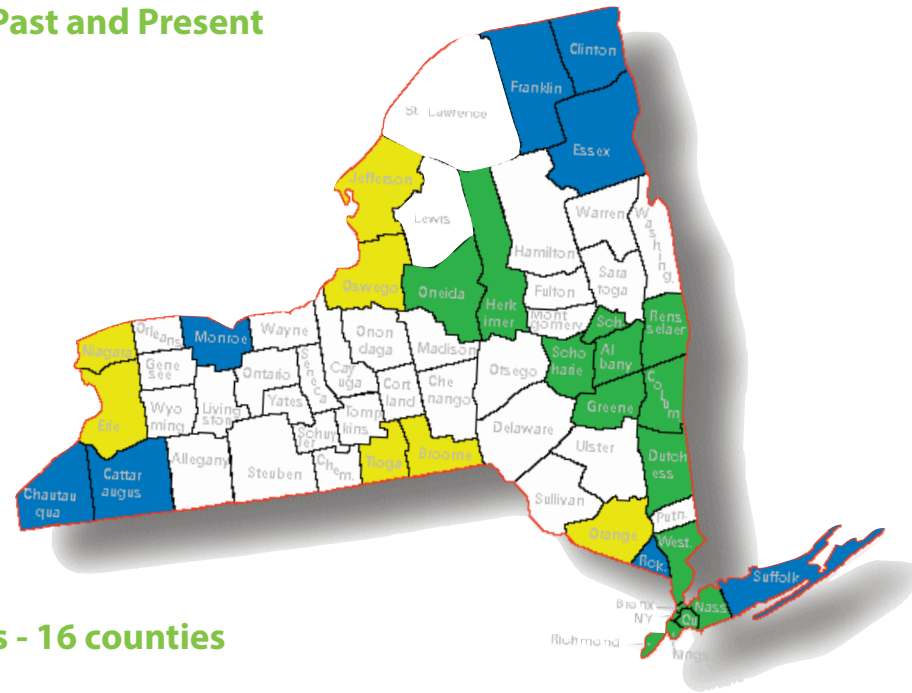 Past and Present
Clinton
Franklin
St. Lawrence
Essex
Jefferson
Lewis
Warren
Washing.
Hamilton
Sara
toga
Oswego
Oneida
Herk
imer
Fulton
Mont
gomery
Sch.
Rens
selaer
Niagara
Orleans
Monroe
Wayne
Onon
daga
Madison
Gene
see
Ontario
Seneca
Cay
uga
Otsego
Scho
harie
Al
bany
Colum
Erie
Wyo
ming
Living
ston
Yates
Cort
land
Che
nango
Tomp
kins
Schuy
ler
Greene
Delaware
Allegany
Steuben
Chem.
Tioga
Broome
Ulster
Dutch
ess
Chautau
qua
Cattar
augus
Sullivan
Putn.
Orange
West.
Rok.
Suffolk
Bronx
NY
Nass
Qu
Richmond
Kings
s - 16 counties